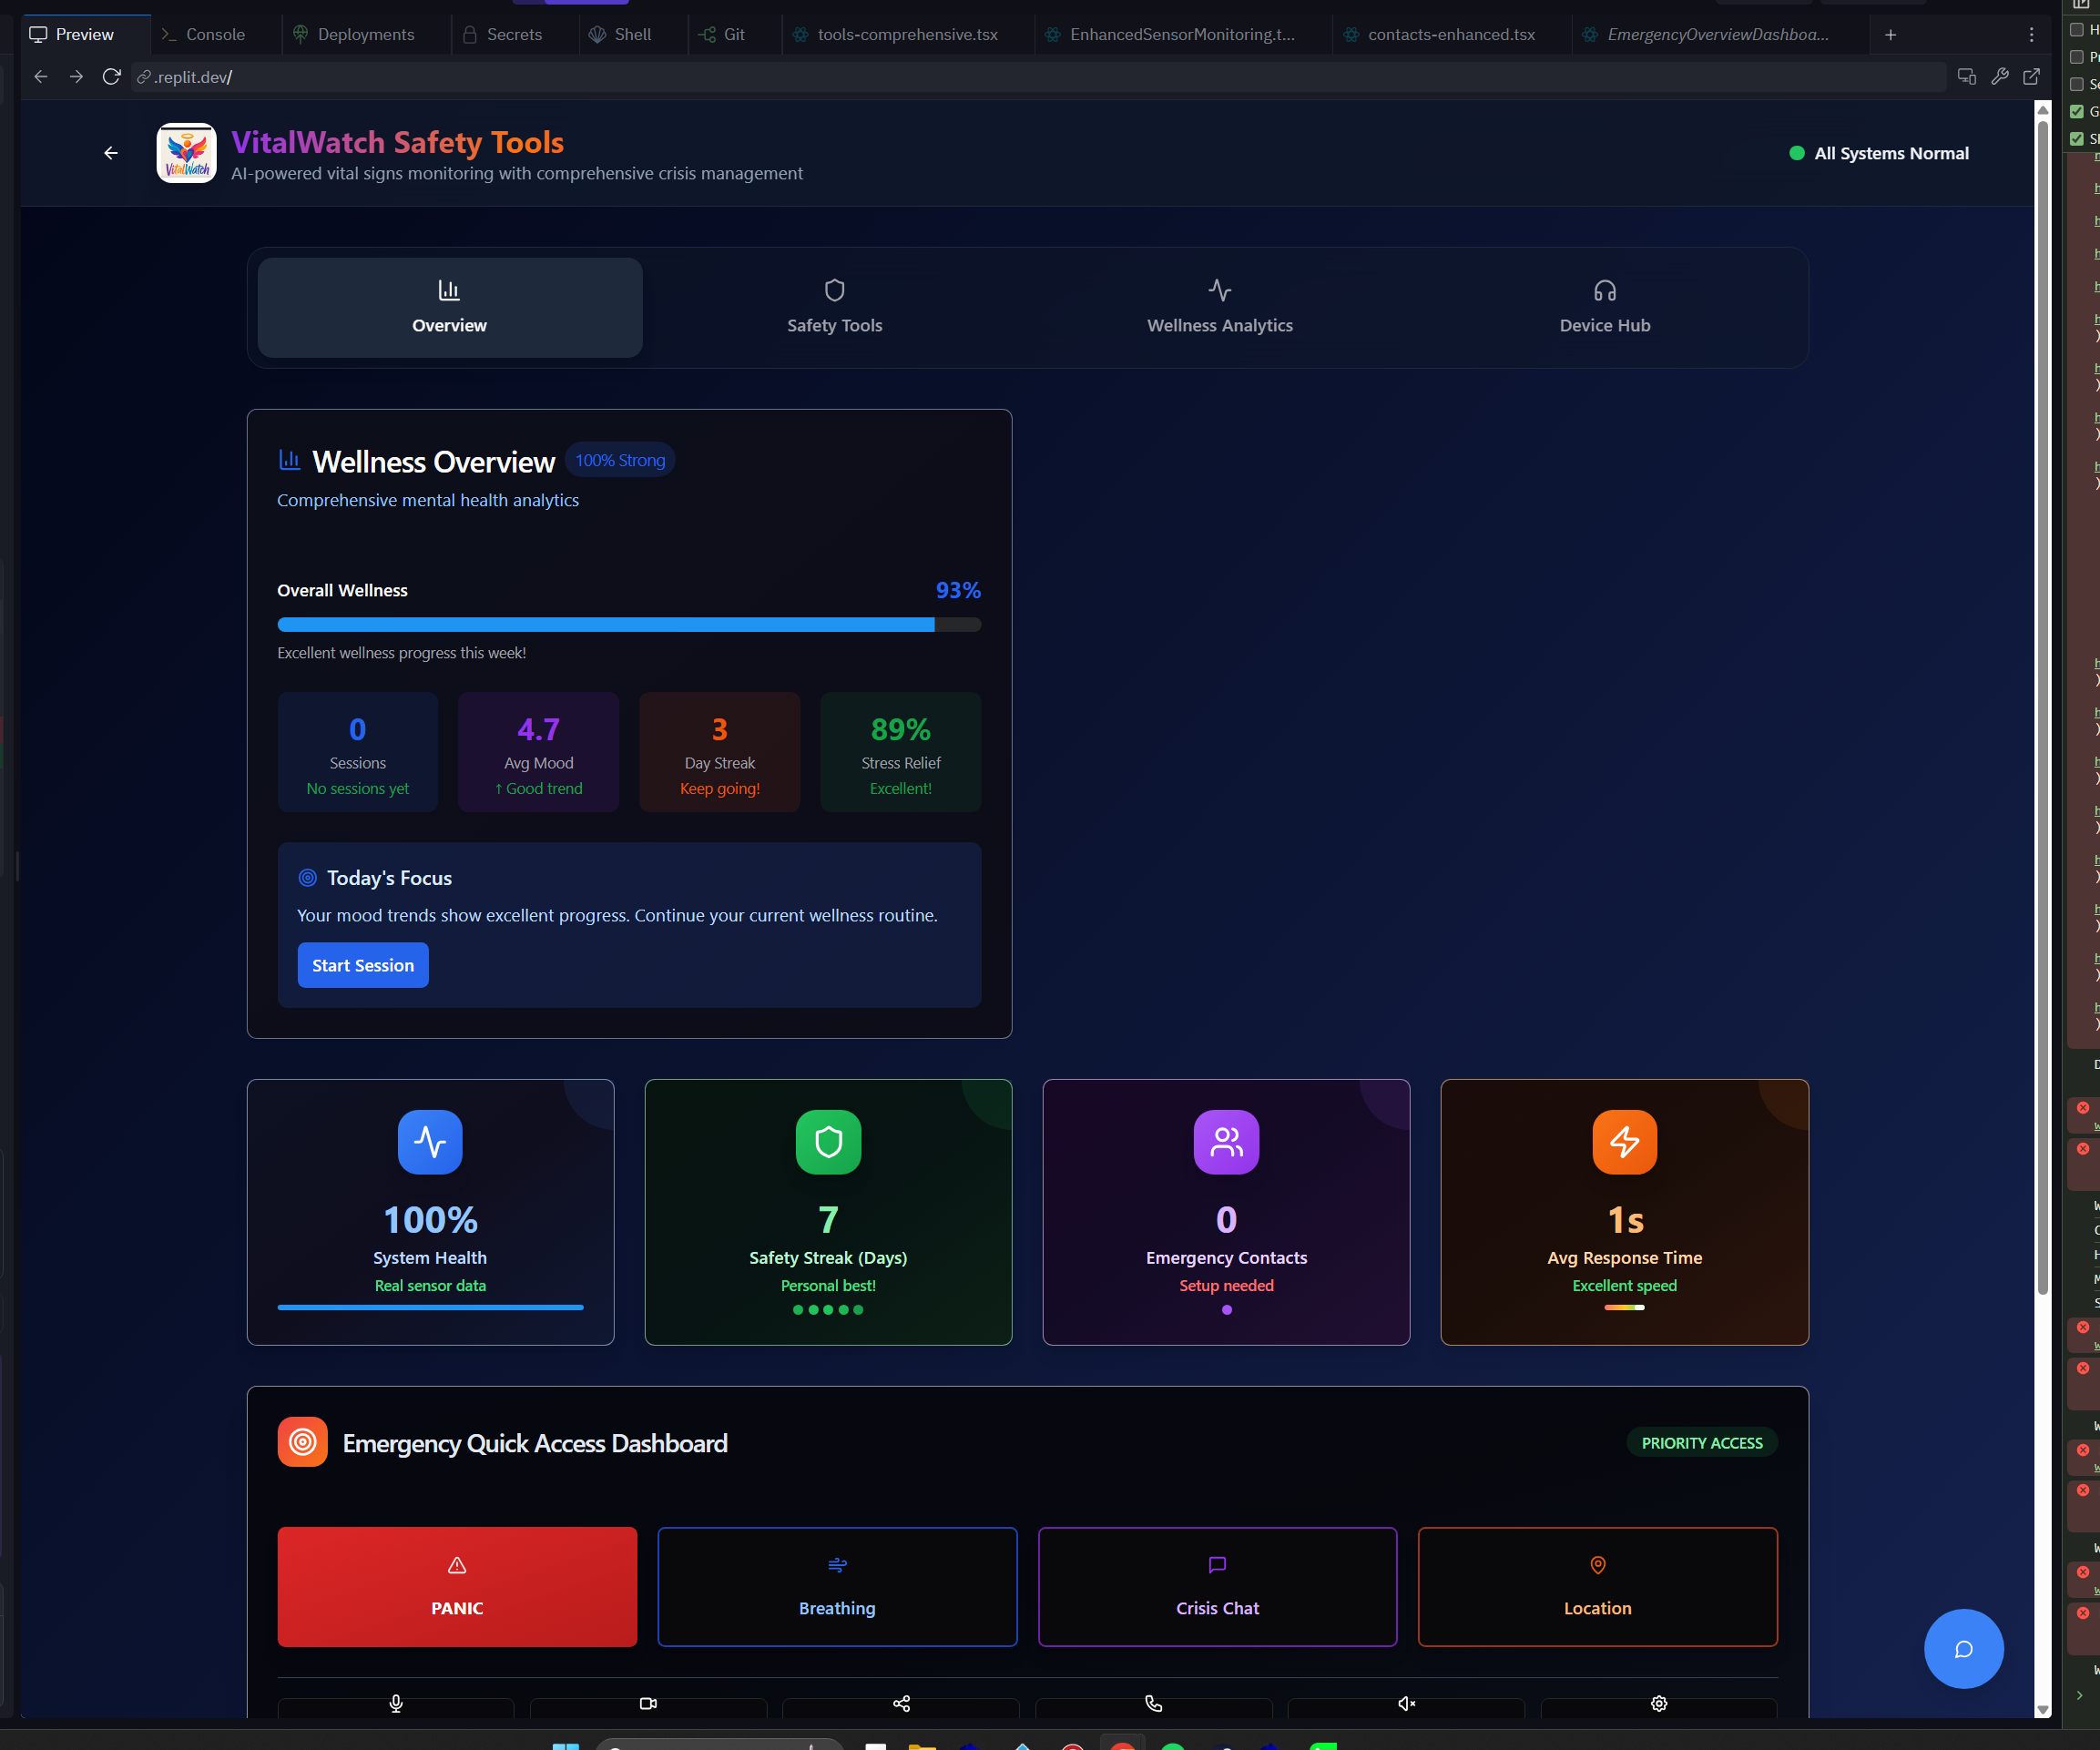 Preview
Console
Deployments
Secrets
Shell
Git
tools-comprehensive.tsx
EnhancedSensorMonitoring.t...
contacts-enhanced.tsx
EmergencyOverviewDashboa...
.replit.dev/
VitalWatch
VitalWatch Safety Tools
AI-powered vital signs monitoring with comprehensive crisis management
All Systems Normal
Overview
Safety Tools
Wellness Analytics
Device Hub
Wellness Overview
100% Strong
Comprehensive mental health analytics
Overall Wellness
93%
Excellent wellness progress this week!
0
Sessions
No sessions yet
4.7
Avg Mood
↑ Good trend
3
Day Streak
Keep going!
89%
Stress Relief
Excellent!
Today's Focus
Your mood trends show excellent progress. Continue your current wellness routine.
Start Session
100%
System Health
Real sensor data
7
Safety Streak (Days)
Personal best!
0
Emergency Contacts
Setup needed
1s
Avg Response Time
Excellent speed
Emergency Quick Access Dashboard
PRIORITY ACCESS
PANIC
Breathing
Crisis Chat
Location